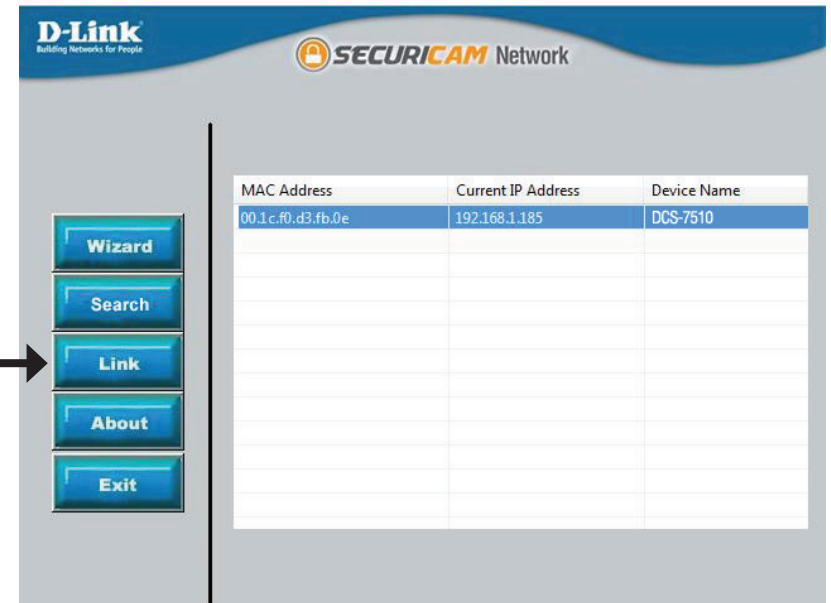 D-Link
Building Networks for People
SECURICAM Network
MAC Address Current IP Address Device Name
00.1c.f0.d3.fb.0e 192.168.1.185 DCS-7510
Wizard
Search
Link
About
Exit